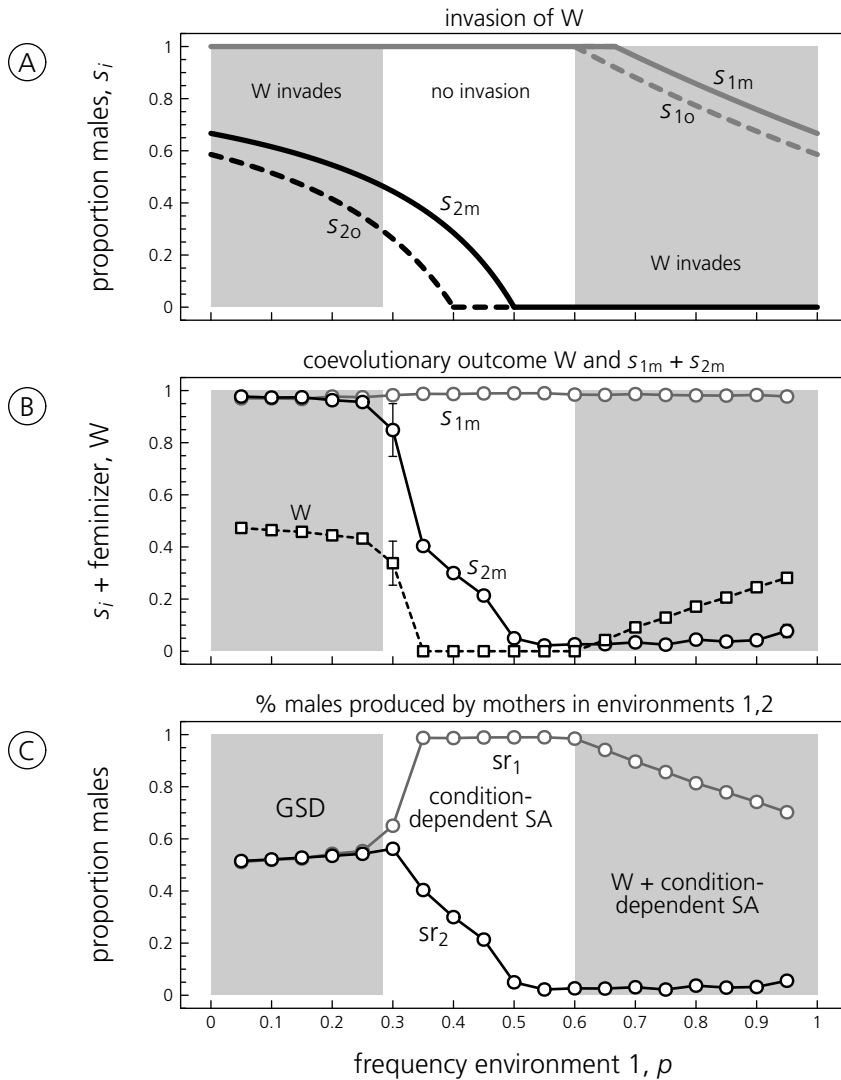 invasion of W
A
proportion males, s_i
1
0.8
0.6
0.4
0.2
0
W invades
no invasion
s_1m
s_1o
s_2m
s_2o
W invades
coevolutionary outcome W and s_1m + s_2m
B
s_i + feminizer, W
1
0.8
0.6
0.4
0.2
0
s_1m
W
s_2m
% males produced by mothers in environments 1,2
C
proportion males
1
0.8
0.6
0.4
0.2
0
GSD
sr_1
condition-
dependent SA
sr_2
W + condition-
dependent SA
0 0.1 0.2 0.3 0.4 0.5 0.6 0.7 0.8 0.9 1
frequency environment 1, p